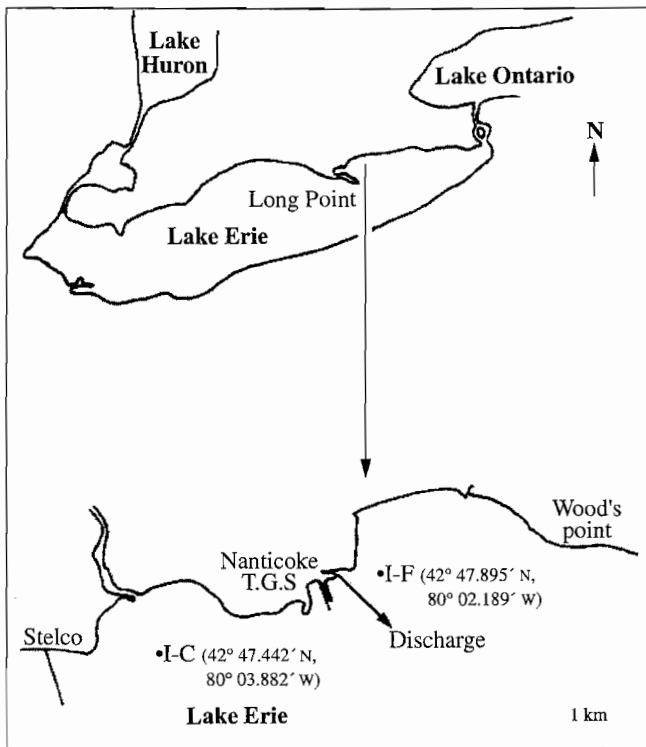 Lake
Huron
Lake Ontario
N
Long Point
Lake Erie
Wood's
point
Nanticoke
T.G.S
•I-F (42° 47.895´ N,
80° 02.189´ W)
Discharge
Stelco
•I-C (42° 47.442´ N,
80° 03.882´ W)
Lake Erie
1 km